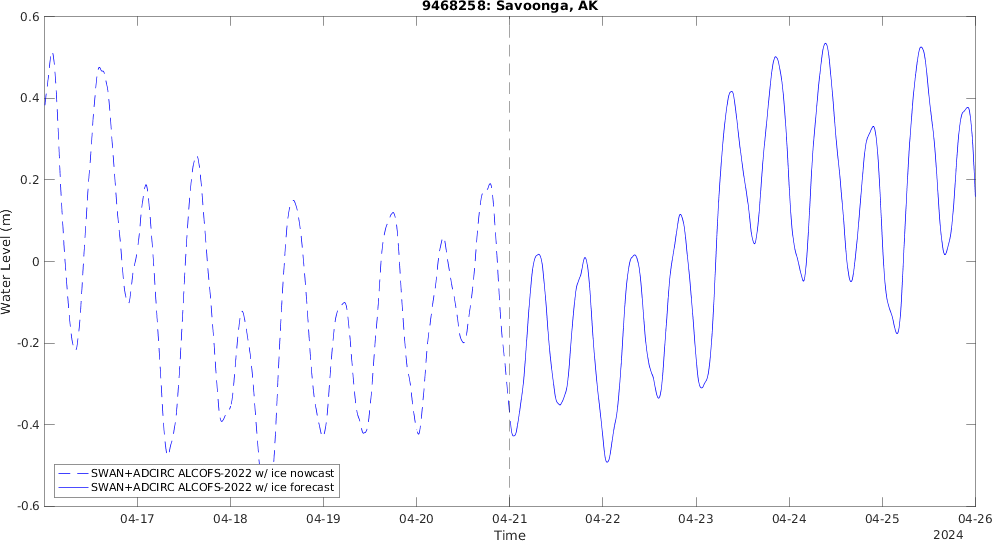 9468258: Savoonga, AK
0.6
0.4
0.2
0
-0.2
-0.4
-0.6
Water Level (m)
SWAN+ADCIRC ALCOFS-2022 w/ ice nowcast
SWAN+ADCIRC ALCOFS-2022 w/ ice forecast
04-17 04-18 04-19 04-20 04-21 04-22 04-23 04-24 04-25 04-26
Time
2024